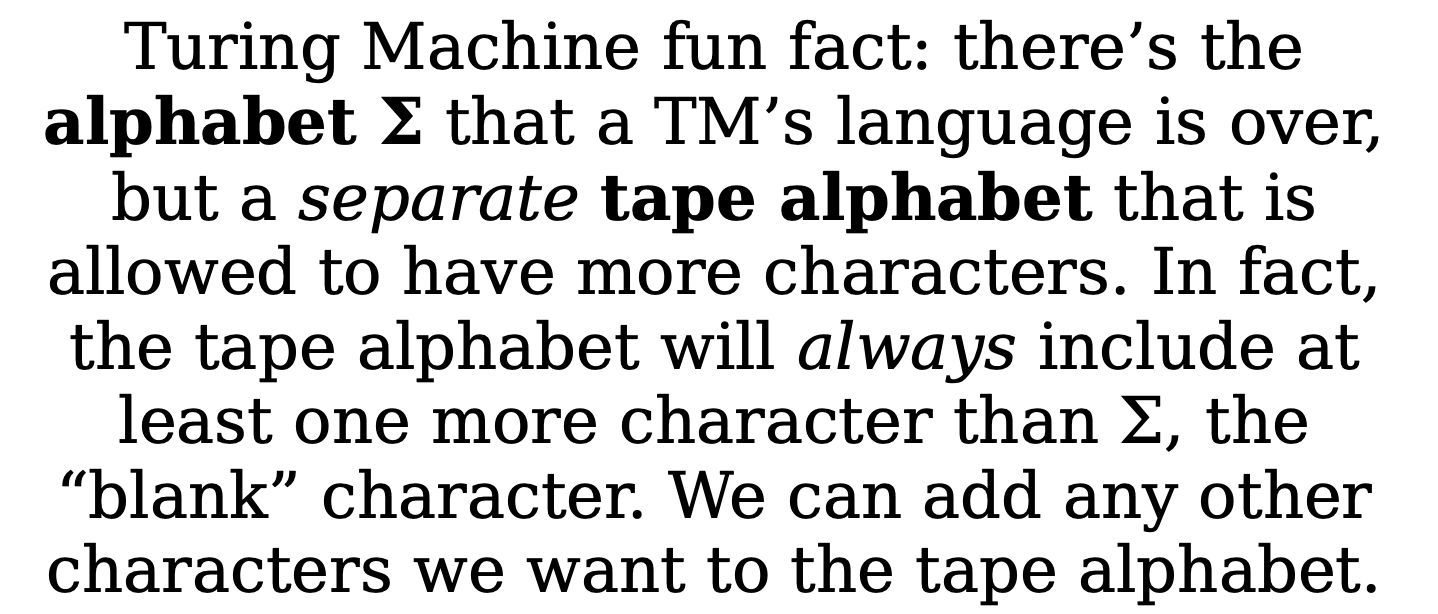 Turing Machine fun fact: there’s the
alphabet Σ that a TM’s language is over,
but a separate tape alphabet that is
allowed to have more characters. In fact,
the tape alphabet will always include at
least one more character than Σ, the
“blank” character. We can add any other
characters we want to the tape alphabet.